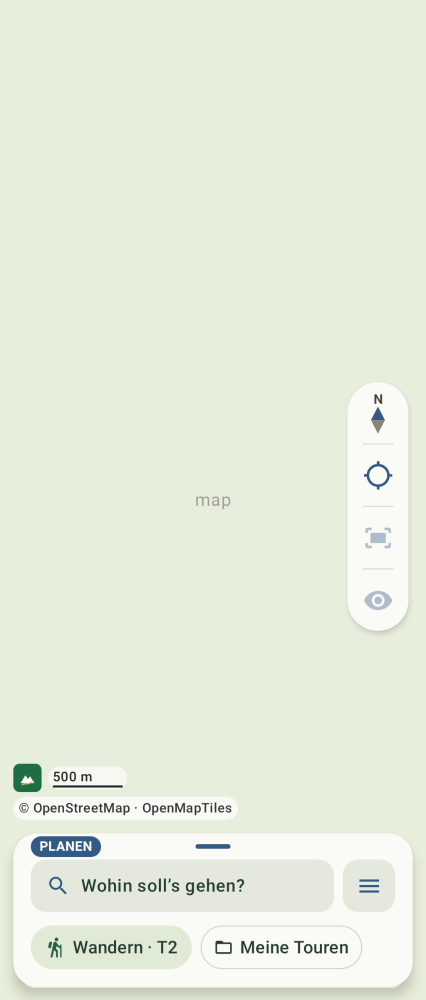 N
map
500 m
© OpenStreetMap · OpenMapTiles
PLANEN
Wohin soll’s gehen?
Wandern · T2
Meine Touren